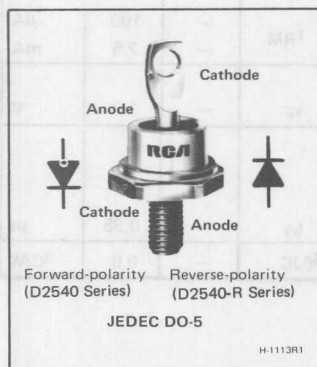 Cathode
Anode
RCA
Cathode
Anode
Forward-polarity
(D2540 Series)
Reverse-polarity
(D2540-R Series)
JEDEC DO-5
H-1113R1